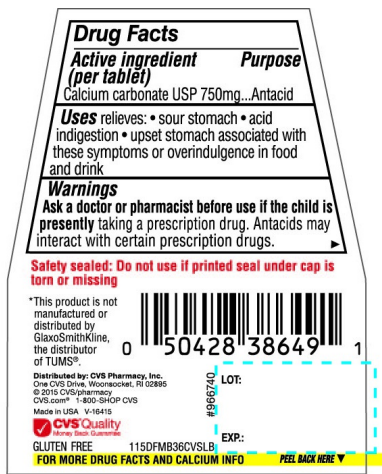 Drug Facts
Active ingredient Purpose
(per tablet)
Calcium carbonate USP 750mg...Antacid
Uses relieves: • sour stomach • acid
indigestion • upset stomach associated with
these symptoms or overindulgence in food
and drink
Warnings
Ask a doctor or pharmacist before use if the child is
presently taking a prescription drug. Antacids may
interact with certain prescription drugs.
Safety sealed: Do not use if printed seal under cap is
torn or missing
*This product is not
manufactured or
distributed by
GlaxoSmithKline,
the distributor
of TUMS®.
0 50428 38649 1
Distributed by: CVS Pharmacy, Inc.
One CVS Drive, Woonsocket, RI 02895
© 2015 CVS/pharmacy
CVS.com® 1-800-SHOP CVS
Made in USA V-16415
CVS Quality
Money Back Guarantee
#966740
LOT:
EXP.:
GLUTEN FREE 115DFMB36CVSLB
FOR MORE DRUG FACTS AND CALCIUM INFO PEEL BACK HERE ▼